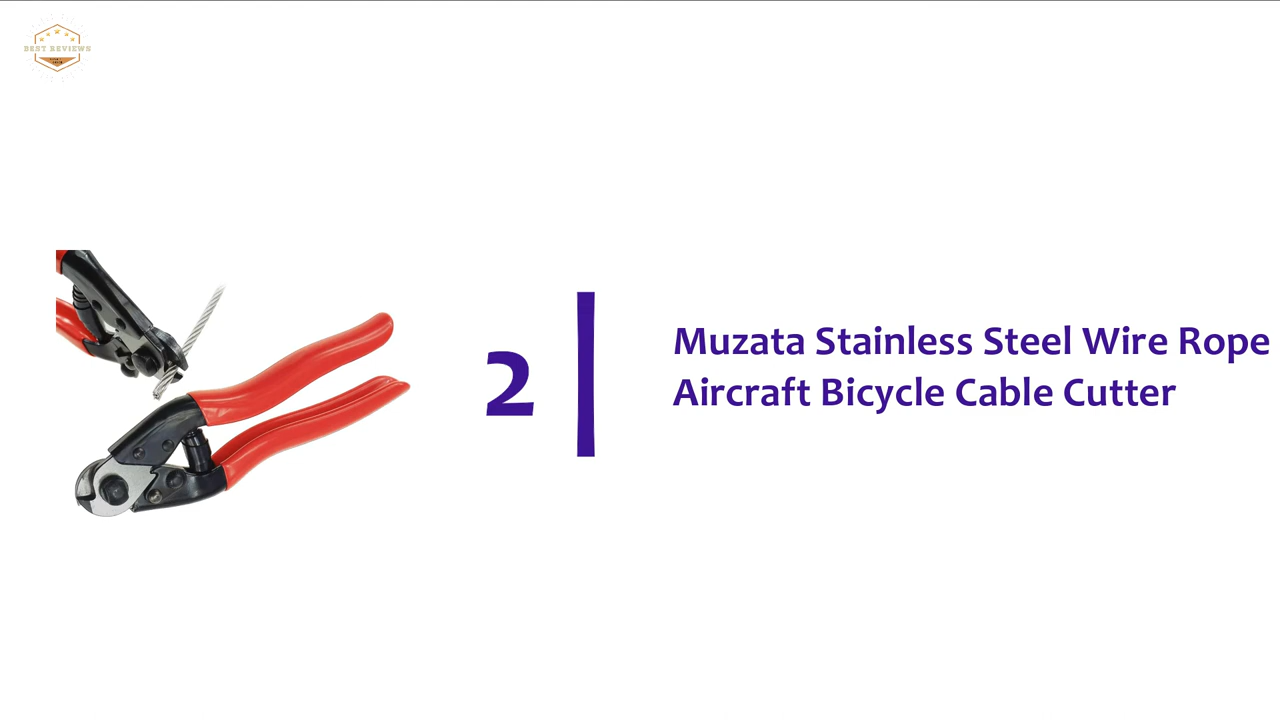 BEST REVIEWS
2
Muzata Stainless Steel Wire Rope
Aircraft Bicycle Cable Cutter